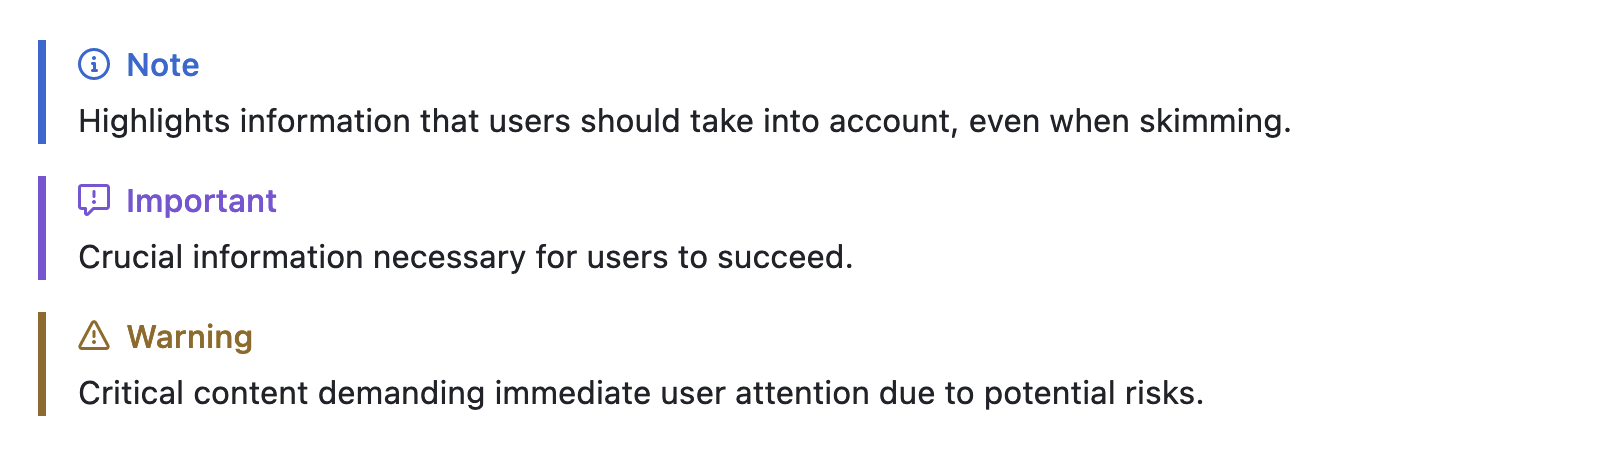 Note
Highlights information that users should take into account, even when skimming.
Important
Crucial information necessary for users to succeed.
Warning
Critical content demanding immediate user attention due to potential risks.